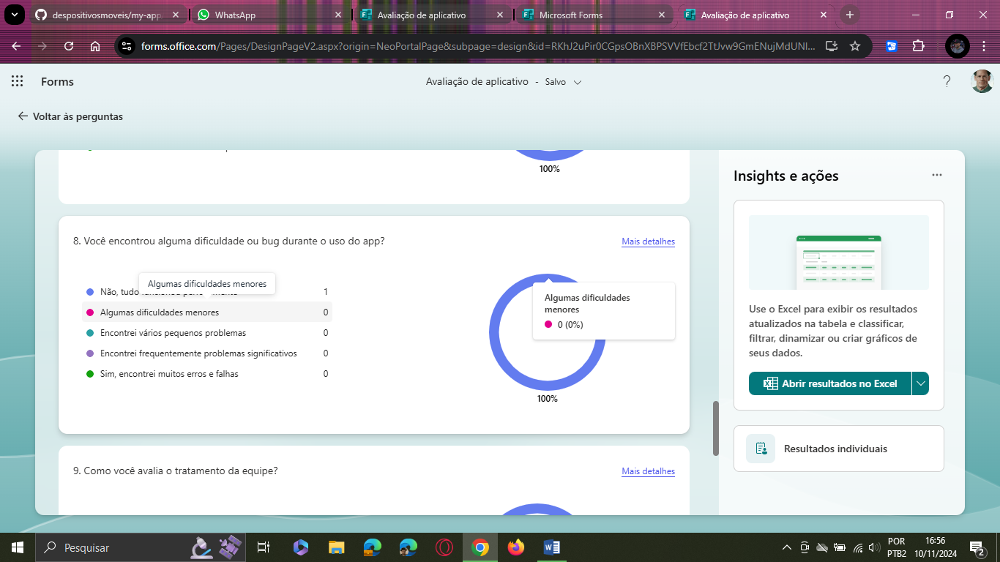 despositivosmoveis/my-app
WhatsApp
Avaliação de aplicativo
Microsoft Forms
Avaliação de aplicativo
forms.office.com/Pages/DesignPageV2.aspx?origin=NeoPortalPage&subpage=design&id=RKhJ2uPir0CGpsOBnXBPSVVfEbcf2TtJvw9GmENujMdUNl...
Forms
Avaliação de aplicativo - Salvo
?
Voltar às perguntas
100%
Insights e ações
8. Você encontrou alguma dificuldade ou bug durante o uso do app?
Mais detalhes
Algumas dificuldades menores
Não, tudo
1
Algumas dificuldades menores
0
Encontrei vários pequenos problemas
0
Encontrei frequentemente problemas significativos
0
Sim, encontrei muitos erros e falhas
0
Algumas dificuldades
menores
0 (0%)
100%
Use o Excel para exibir os resultados
atualizados na tabela e classificar,
filtrar, dinamizar ou criar gráficos de
seus dados.
Abrir resultados no Excel
Resultados individuais
9. Como você avalia o tratamento da equipe?
Mais detalhes
Pesquisar
POR
PTB2
16:56
10/11/2024
2